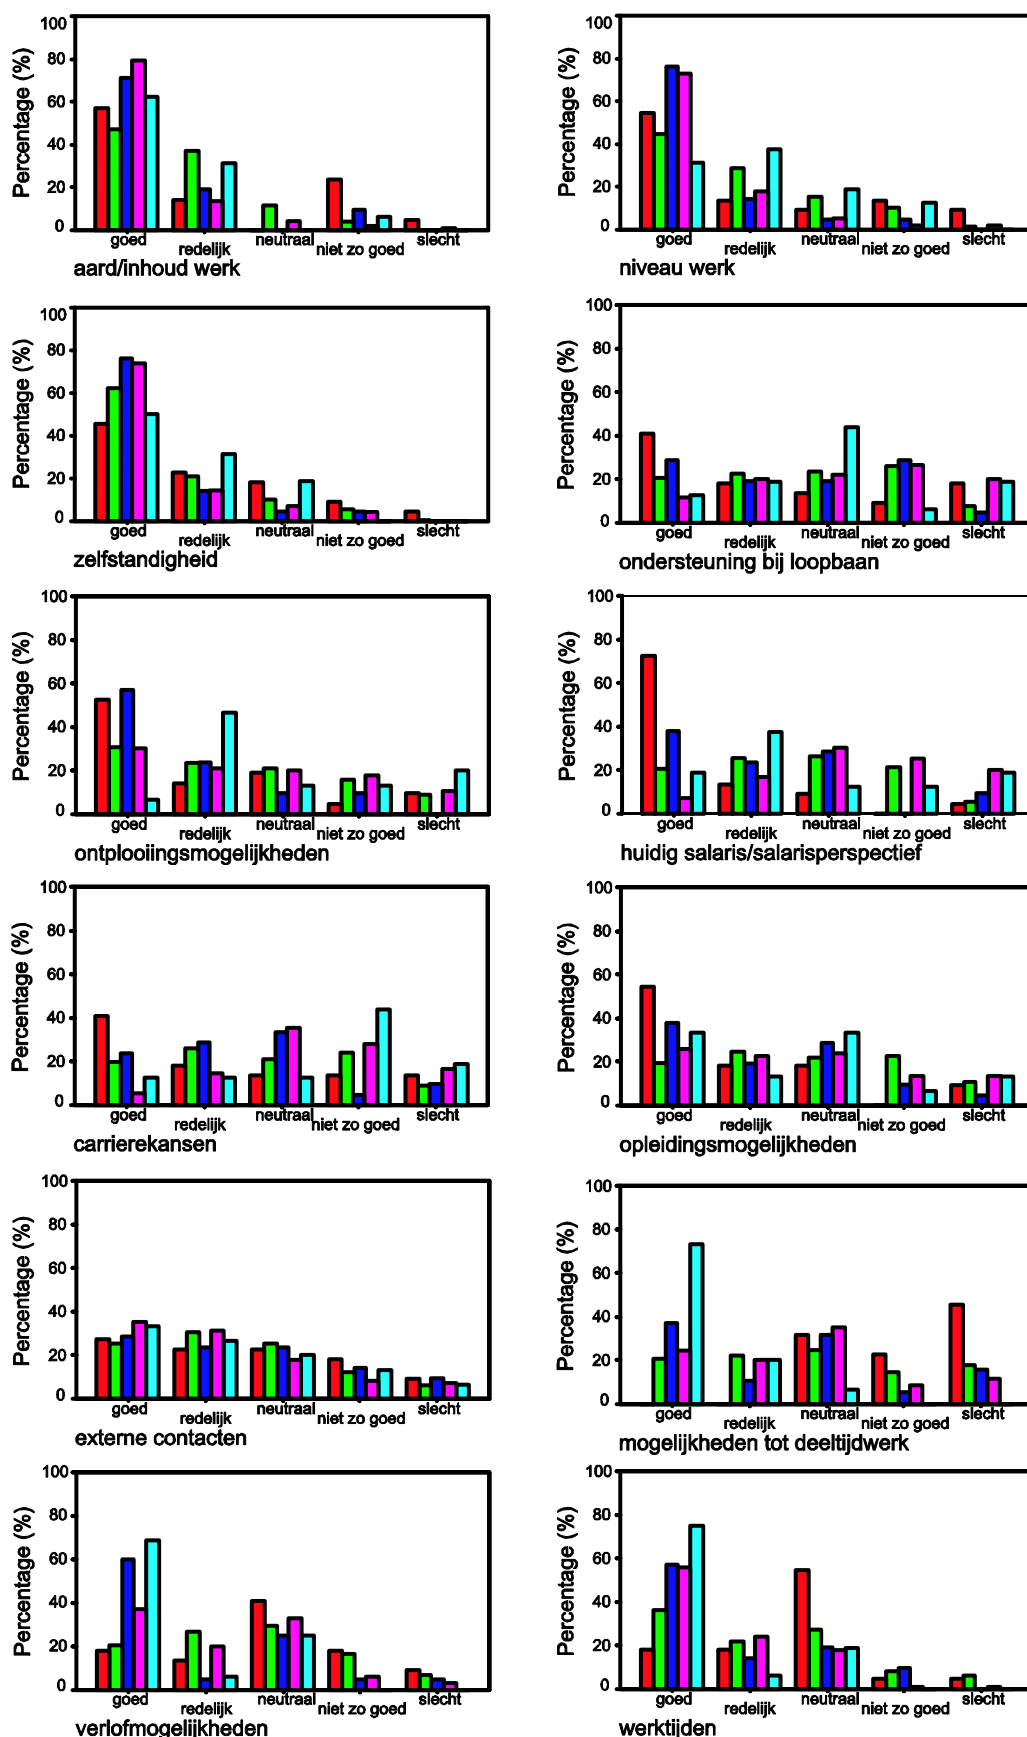 Percentage (%)
100
80
60
40
20
0
goed
redelijk
neutraal
niet zo goed
slecht
aard/inhoud werk
Percentage (%)
100
80
60
40
20
0
goed
redelijk
neutraal
niet zo goed
slecht
niveau werk
Percentage (%)
100
80
60
40
20
0
goed
redelijk
neutraal
niet zo goed
slecht
zelfstandigheid
Percentage (%)
100
80
60
40
20
0
goed
redelijk
neutraal
niet zo goed
slecht
ondersteuning bij loopbaan
Percentage (%)
100
80
60
40
20
0
goed
redelijk
neutraal
niet zo goed
slecht
ontplooiingsmogelijkheden
Percentage (%)
100
80
60
40
20
0
goed
redelijk
neutraal
niet zo goed
slecht
huidig salaris/salarisperspectief
Percentage (%)
100
80
60
40
20
0
goed
redelijk
neutraal
niet zo goed
slecht
carrierekansen
Percentage (%)
100
80
60
40
20
0
goed
redelijk
neutraal
niet zo goed
slecht
opleidingsmogelijkheden
Percentage (%)
100
80
60
40
20
0
goed
redelijk
neutraal
niet zo goed
slecht
externe contacten
Percentage (%)
100
80
60
40
20
0
goed
redelijk
neutraal
niet zo goed
slecht
mogelijkheden tot deeltijdwerk
Percentage (%)
100
80
60
40
20
0
goed
redelijk
neutraal
niet zo goed
slecht
verlofmogelijkheden
Percentage (%)
100
80
60
40
20
0
goed
redelijk
neutraal
niet zo goed
slecht
werktijden